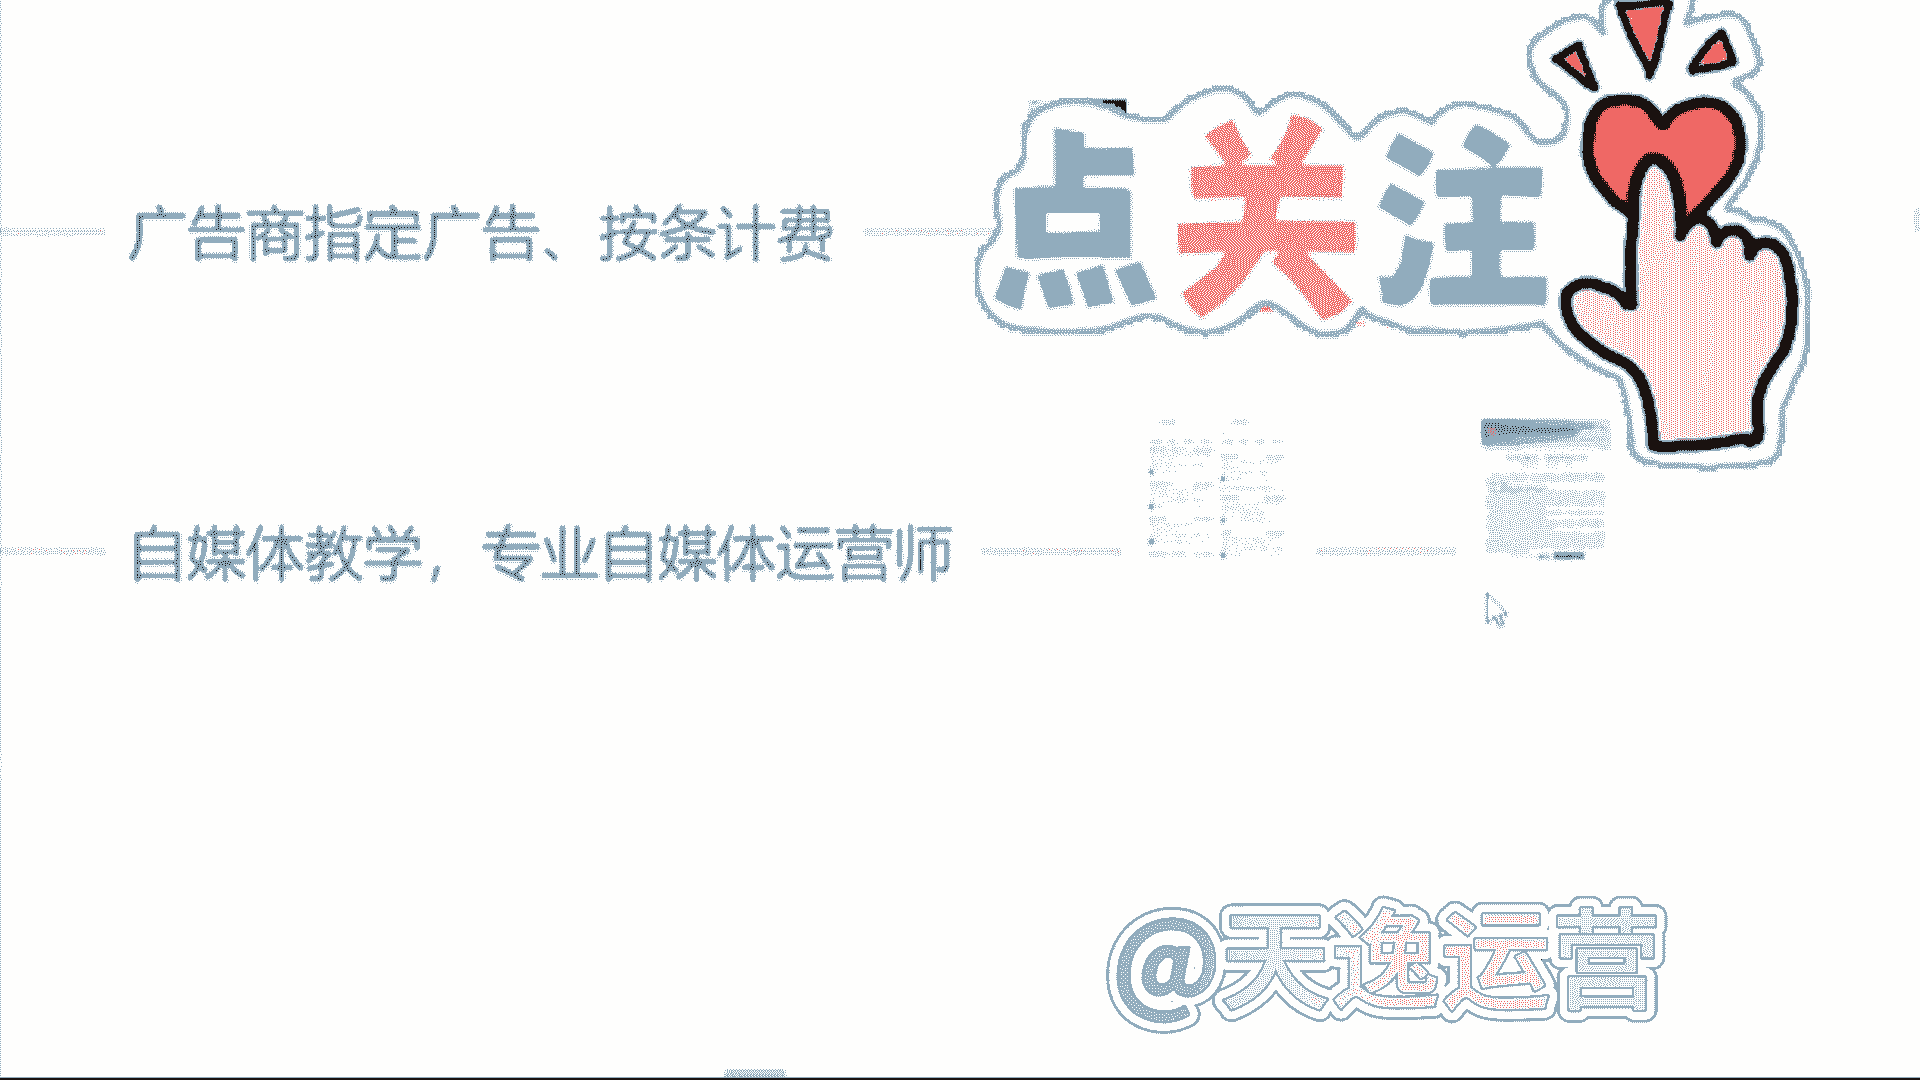 点关注
广告商指定广告、按条计费
自媒体教学，专业自媒体运营师
@天逸运营